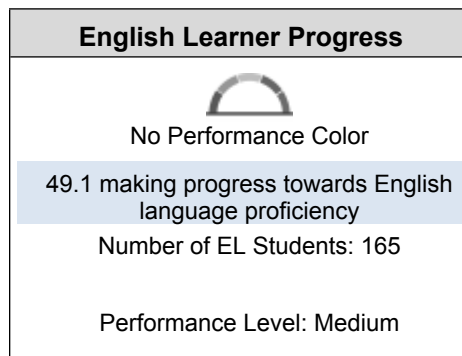 English Learner Progress
No Performance Color
49.1 making progress towards English
language proficiency
Number of EL Students: 165
Performance Level: Medium